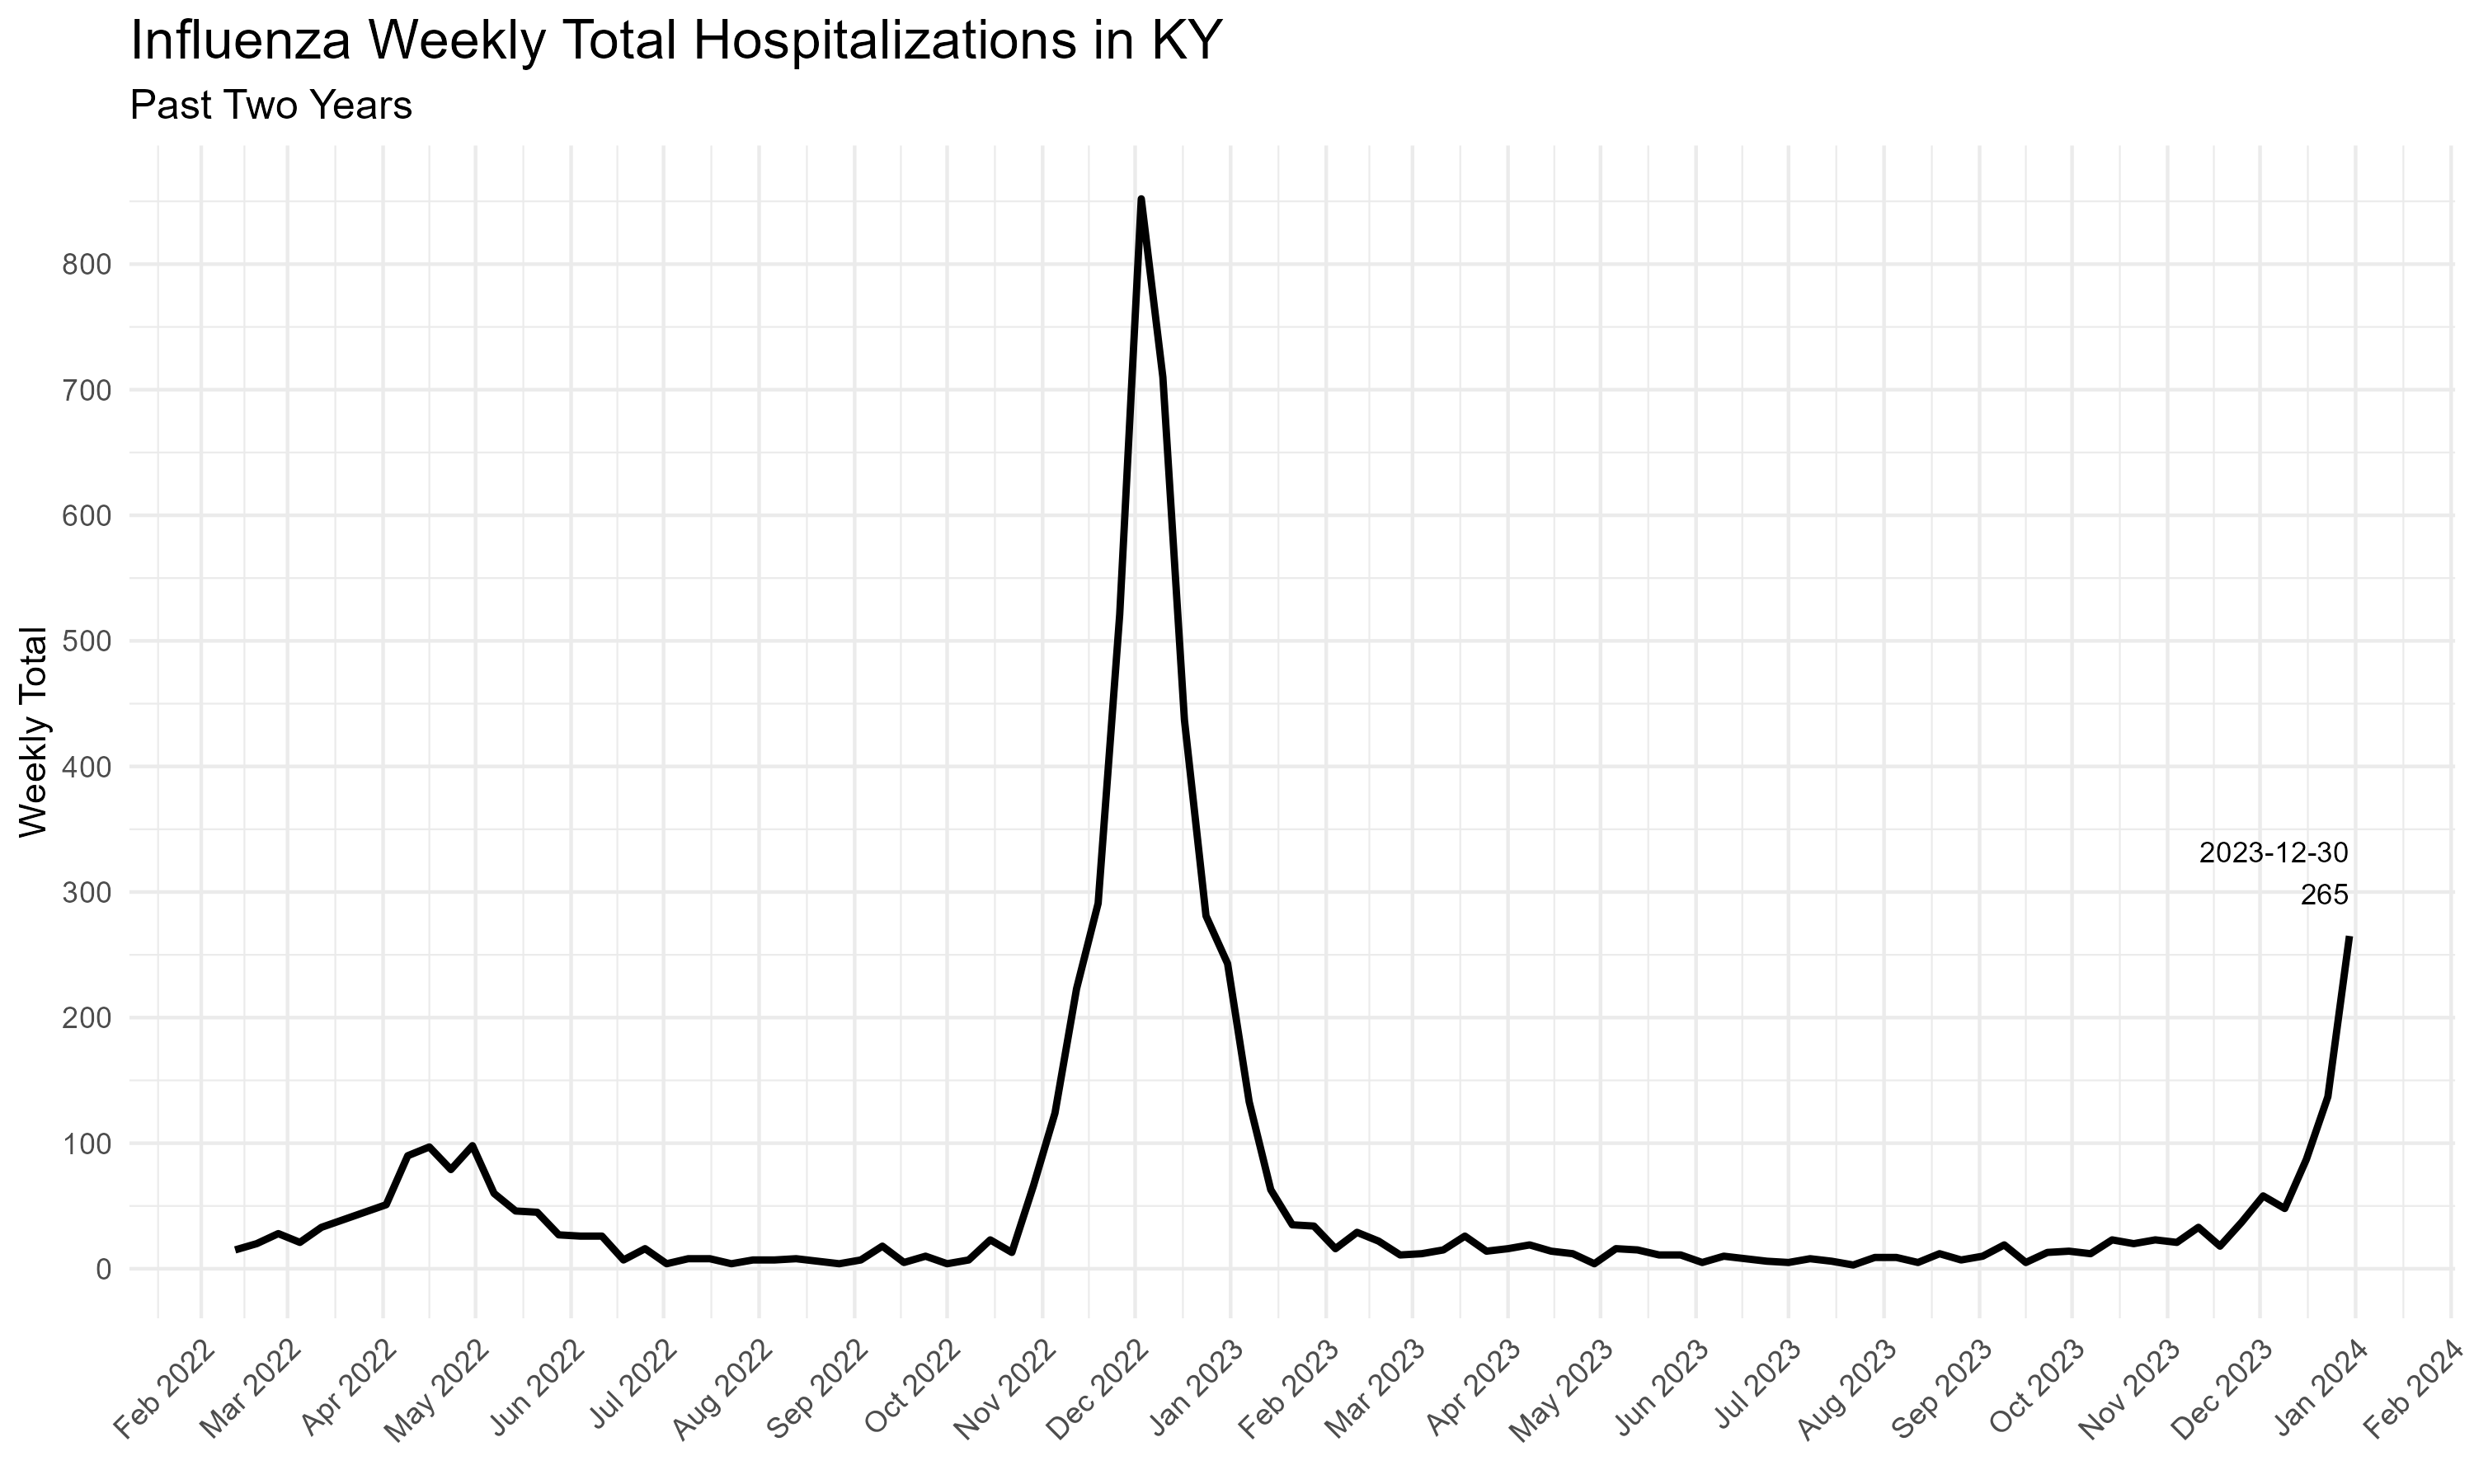 Influenza Weekly Total Hospitalizations in KY
Past Two Years
Weekly Total
800
700
600
500
400
300
200
100
0
2023-12-30
265
Feb 2022
Mar 2022
Apr 2022
May 2022
Jun 2022
Jul 2022
Aug 2022
Sep 2022
Oct 2022
Nov 2022
Dec 2022
Jan 2023
Feb 2023
Mar 2023
Apr 2023
May 2023
Jun 2023
Jul 2023
Aug 2023
Sep 2023
Oct 2023
Nov 2023
Dec 2023
Jan 2024
Feb 2024